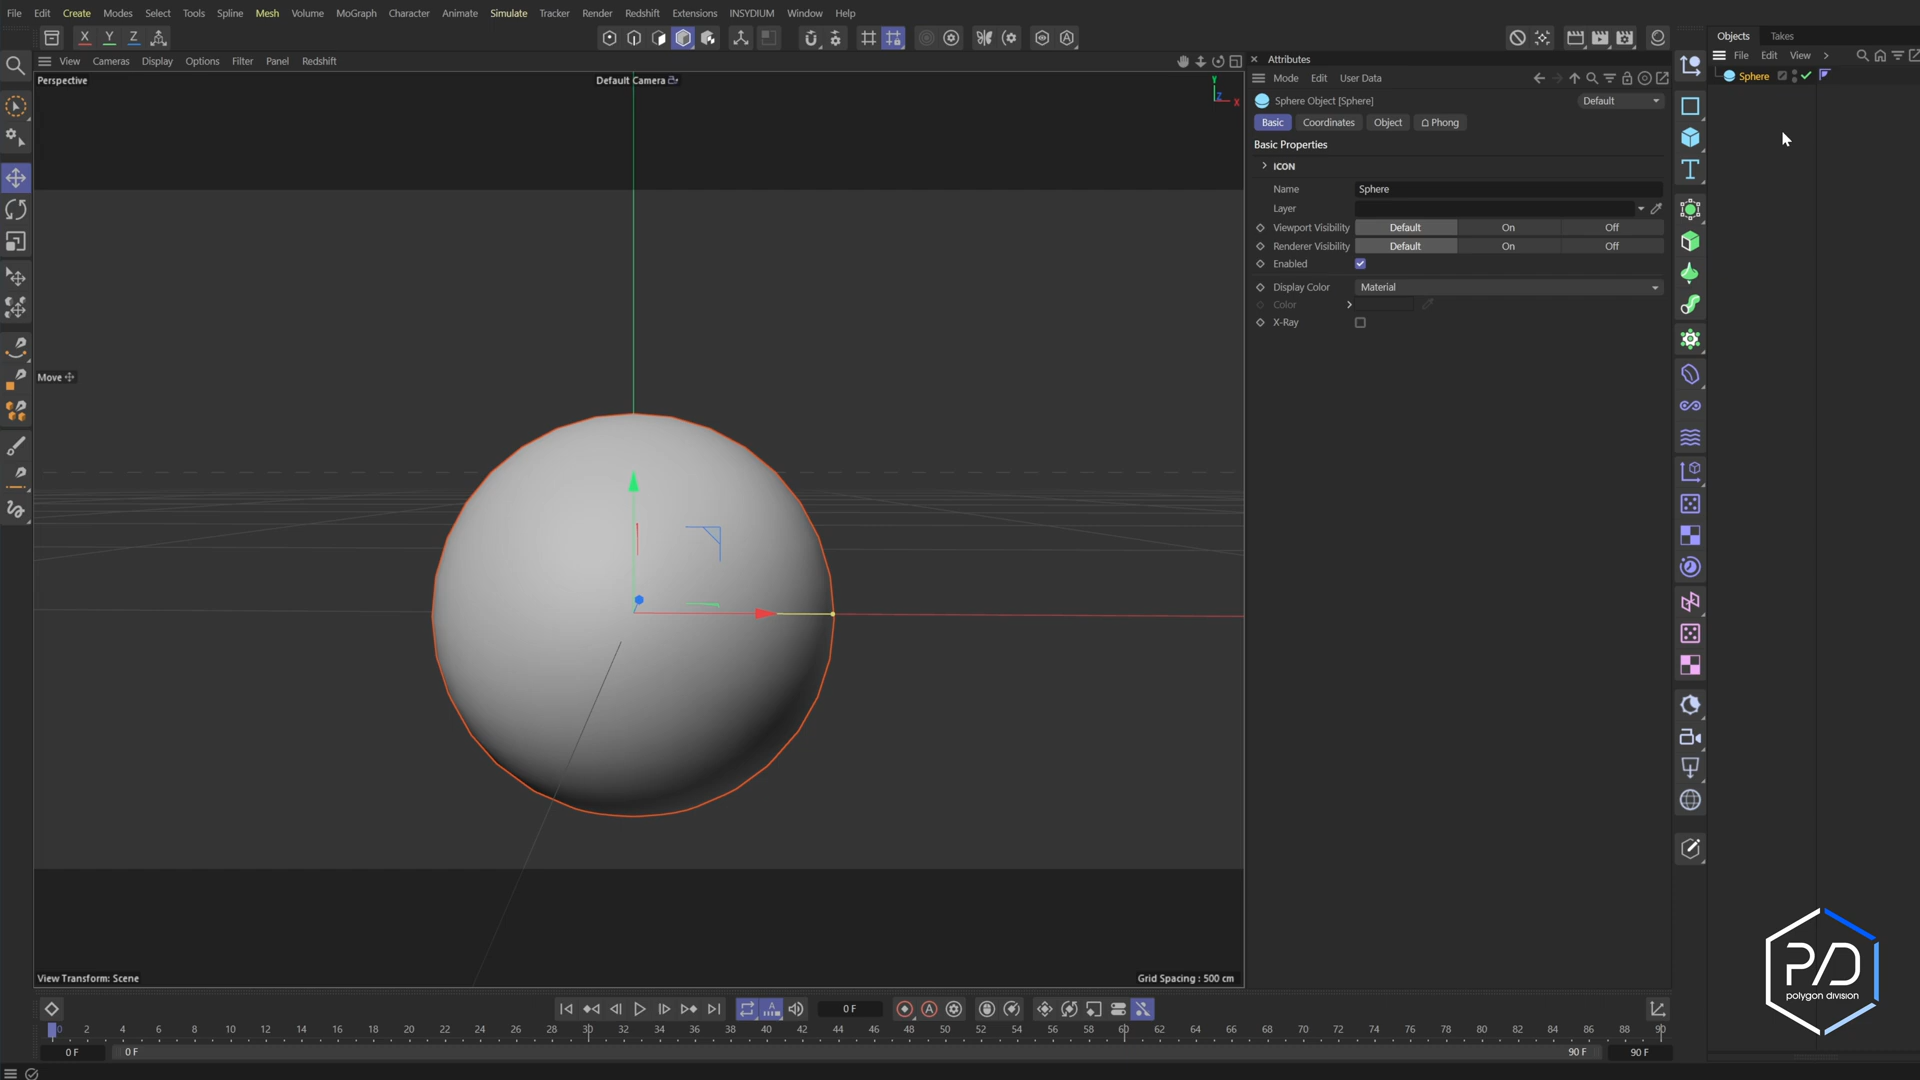 File Edit Create Modes Select Tools Spline Mesh Volume MoGraph Character Animate Simulate Tracker Render Redshift Extensions INSYDIUM Window Help
Objects Takes
X Y Z
File Edit View
View Cameras Display Options Filter Panel Redshift
Attributes
Mode Edit User Data
Sphere
Perspective
Default Camera
Y
Z
X
Sphere Object [Sphere]
Default
Basic Coordinates Object Phong
Basic Properties
ICON
Name Sphere
Layer
Viewport Visibility Default On Off
Renderer Visibility Default On Off
Enabled
Display Color Material
Color
X-Ray
Move
View Transform: Scene
Grid Spacing : 500 cm
0 F
0 2 4 6 8 10 12 14 16 18 20 22 24 26 28 30 32 34 36 38 40 42 44 46 48 50 52 54 56 58 60 62 64 66 68 70 72 74 76 78 80 82 84 86 88 90
0 F 0 F 90 F 90 F
PD
polygon division